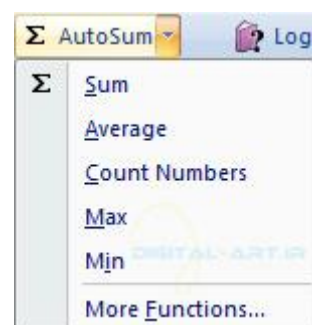 Σ AutoSum Log
Σ Sum
Average
Count Numbers
Max
Min
DIGITAL-ART.IR
More Functions...